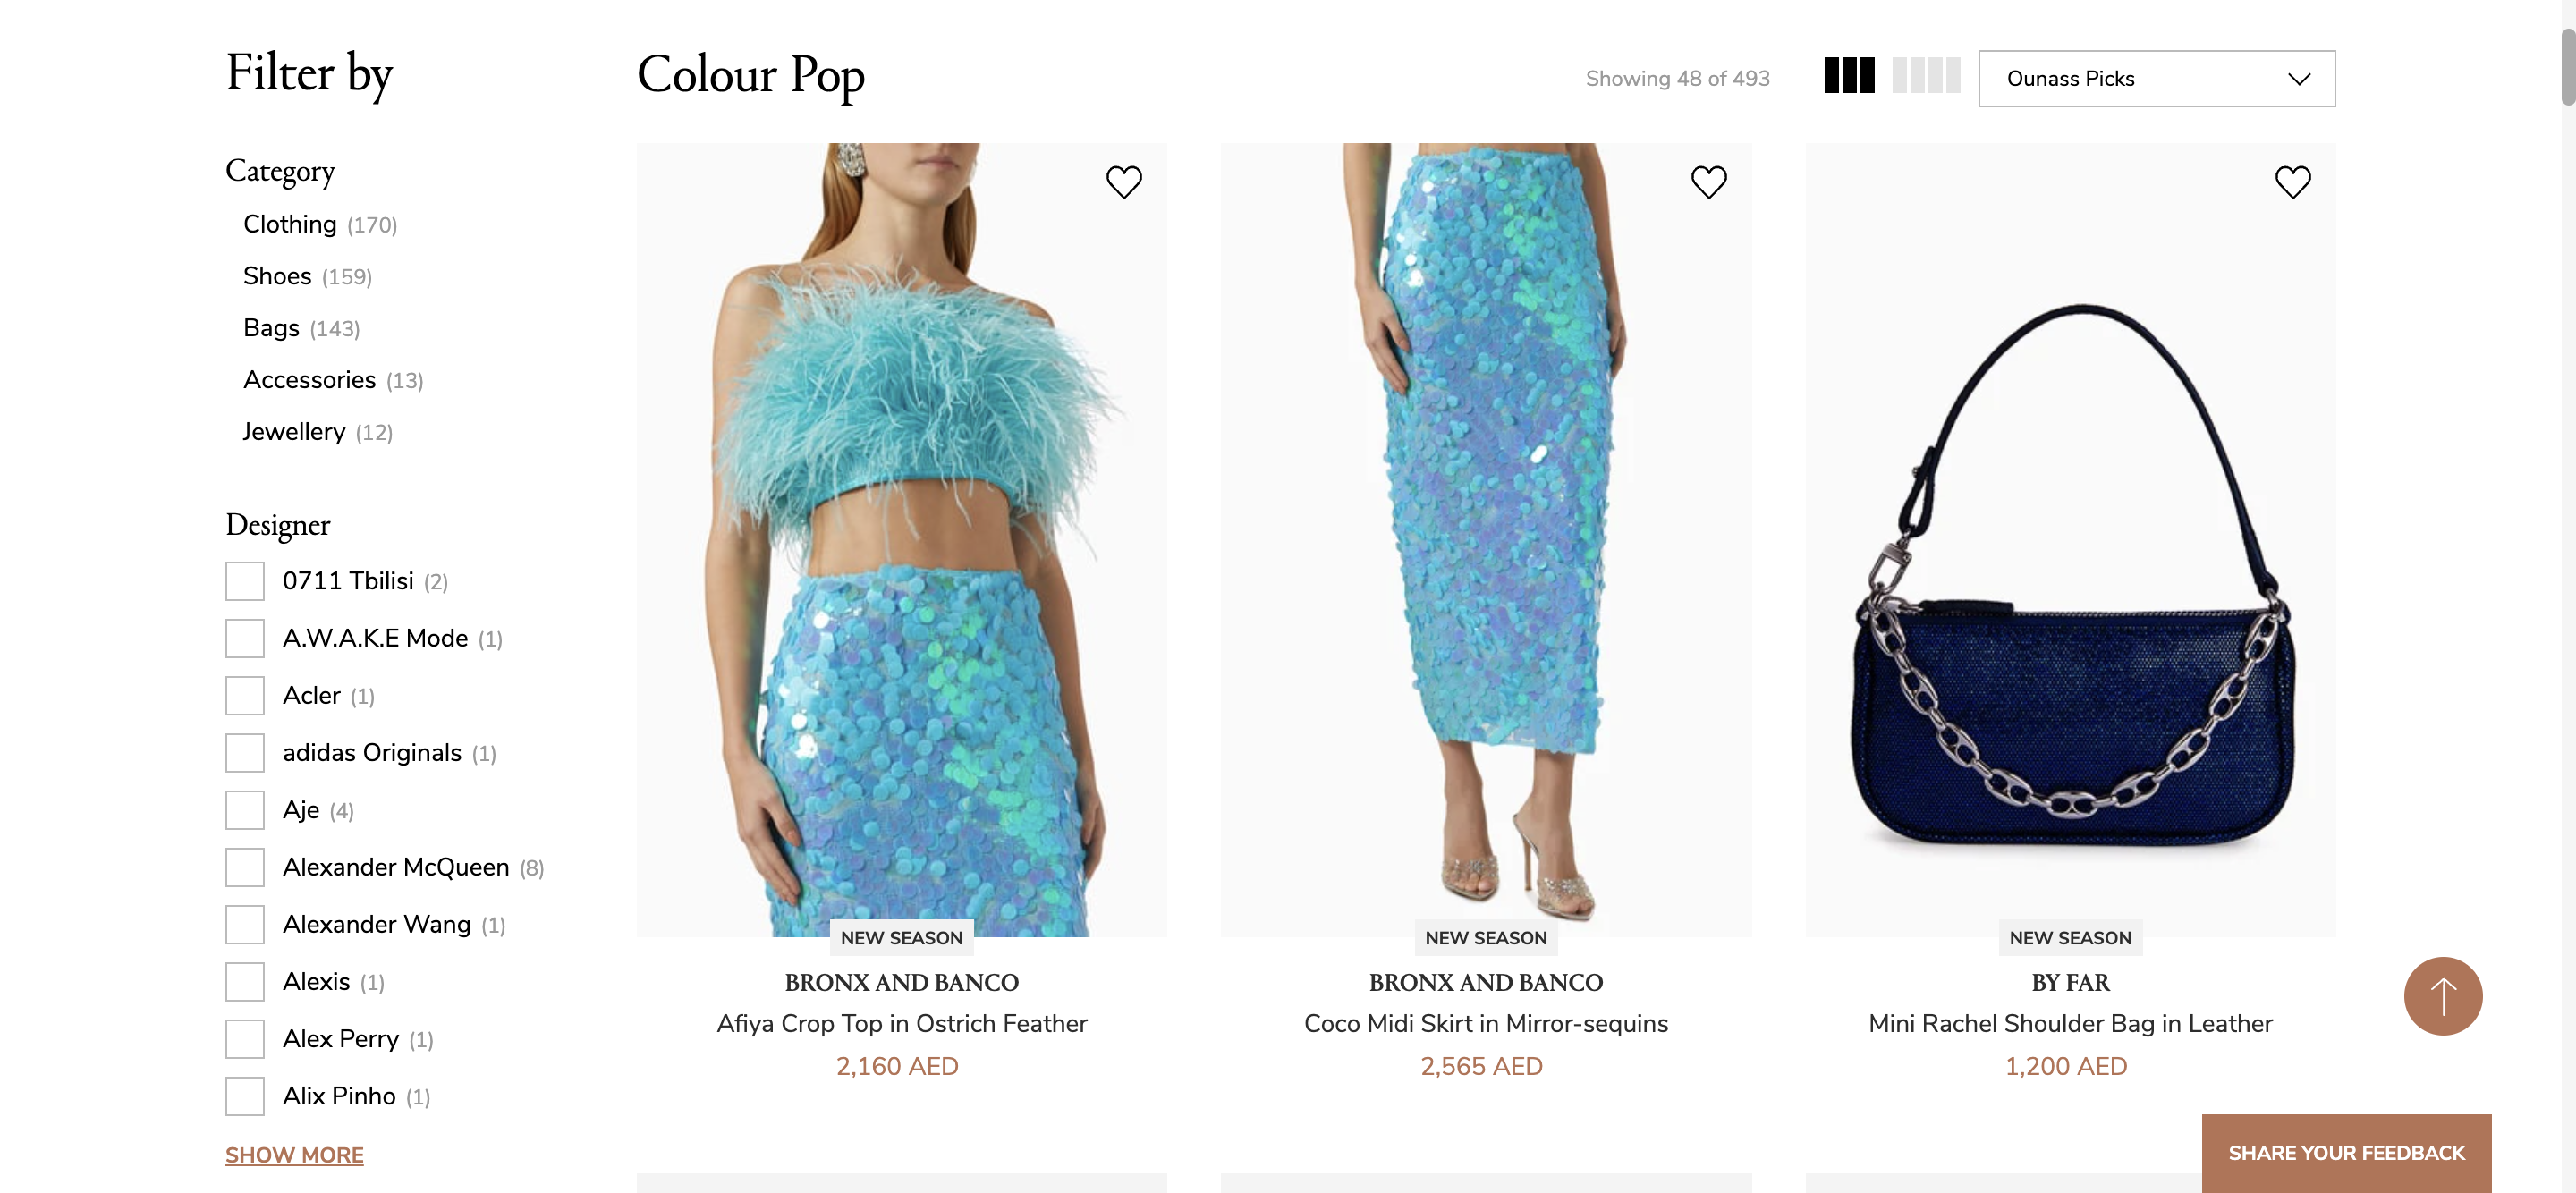 Filter by
Category
Clothing (170)
Shoes (159)
Bags (143)
Accessories (13)
Jewellery (12)
Designer
0711 Tbilisi (2)
A.W.A.K.E Mode (1)
Acler (1)
adidas Originals (1)
Aje (4)
Alexander McQueen (8)
Alexander Wang (1)
Alexis (1)
Alex Perry (1)
Alix Pinho (1)
SHOW MORE
Colour Pop
Showing 48 of 493
Ounass Picks
NEW SEASON
BRONX AND BANCO
Afiya Crop Top in Ostrich Feather
2,160 AED
NEW SEASON
BRONX AND BANCO
Coco Midi Skirt in Mirror-sequins
2,565 AED
NEW SEASON
BY FAR
Mini Rachel Shoulder Bag in Leather
1,200 AED
SHARE YOUR FEEDBACK